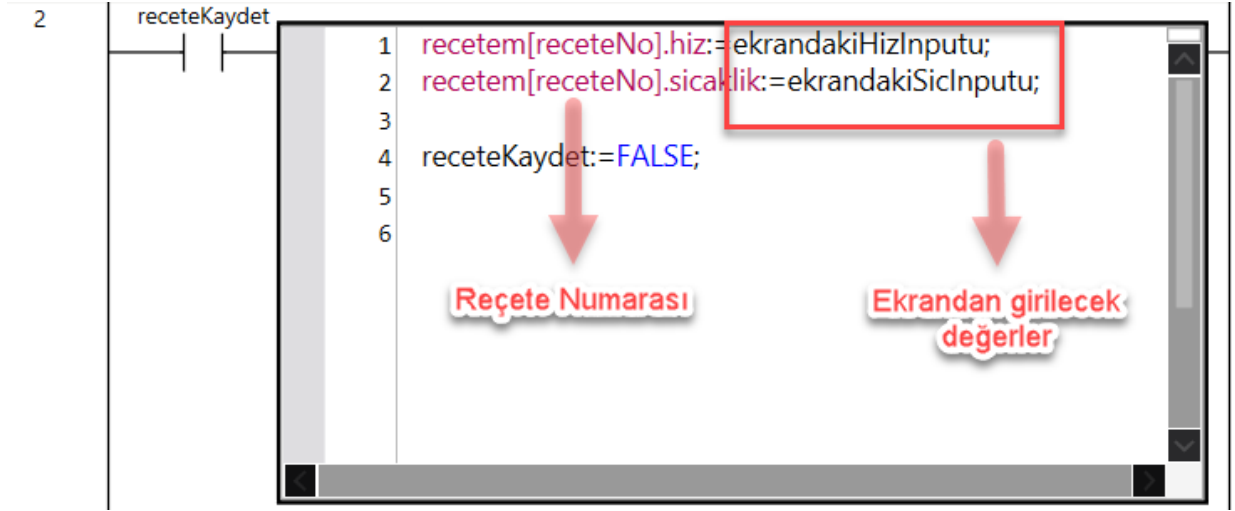 2
receteKaydet
1 recetem[receteNo].hiz:=ekrandakiHizInputu;
2 recetem[receteNo].sicaklik:=ekrandakiSicInputu;
3
4 receteKaydet:=FALSE;
5
6
Reçete Numarası
Ekrandan girilecek
değerler